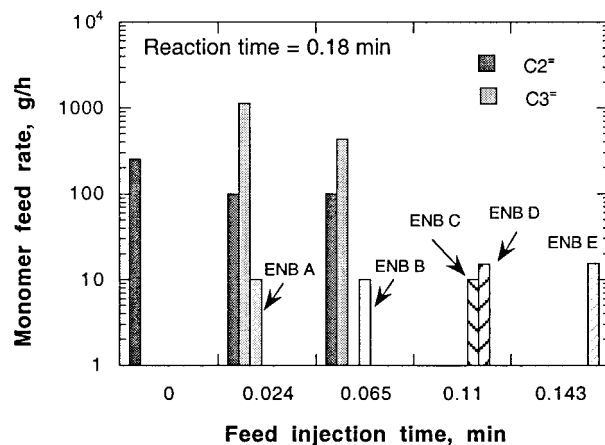 10⁴
Reaction time = 0.18 min
C2⁼
C3⁼
1000
Monomer feed rate, g/h
100
ENB C
ENB D
ENB A
ENB B
ENB E
10
1
0 0.024 0.065 0.11 0.143
Feed injection time, min